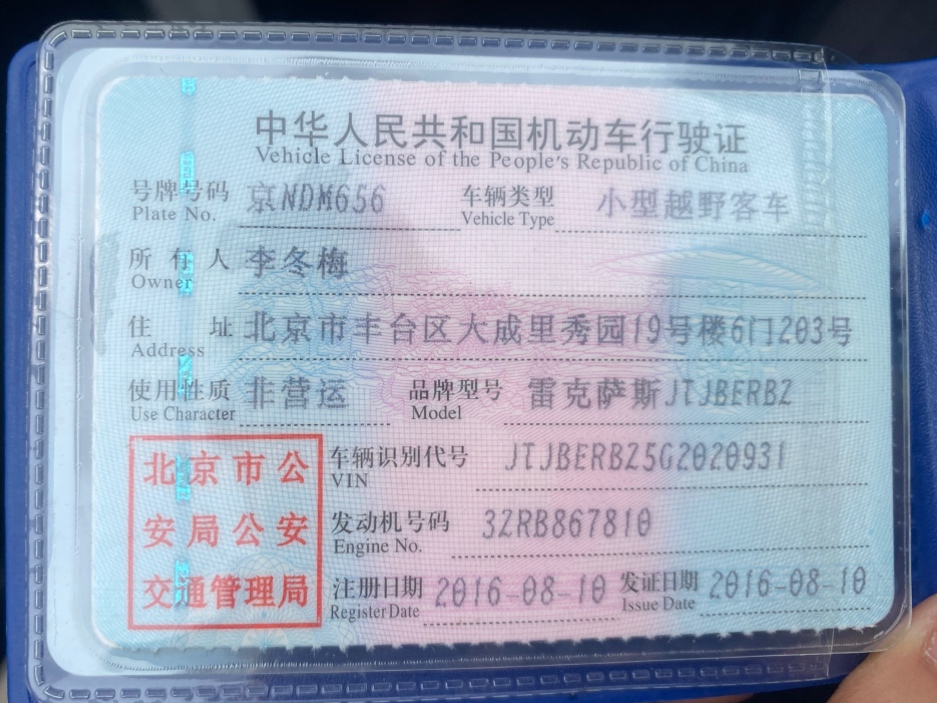 中华人民共和国机动车行驶证
Vehicle License of the People's Republic of China
号牌号码 京NDM656 车辆类型 小型越野客车
Plate No. Vehicle Type
所有人 李冬梅
Owner
住址 北京市丰台区大成里秀园19号楼6门203号
Address
使用性质 非营运 品牌型号 雷克萨斯JTJBERBZ
Use Character Model
北京市公
安局公安
交通管理局
车辆识别代号 JTJBERBZ5G2020931
VIN
发动机号码 3ZRB867810
Engine No.
注册日期 2016-08-10 发证日期 2016-08-10
Register Date Issue Date